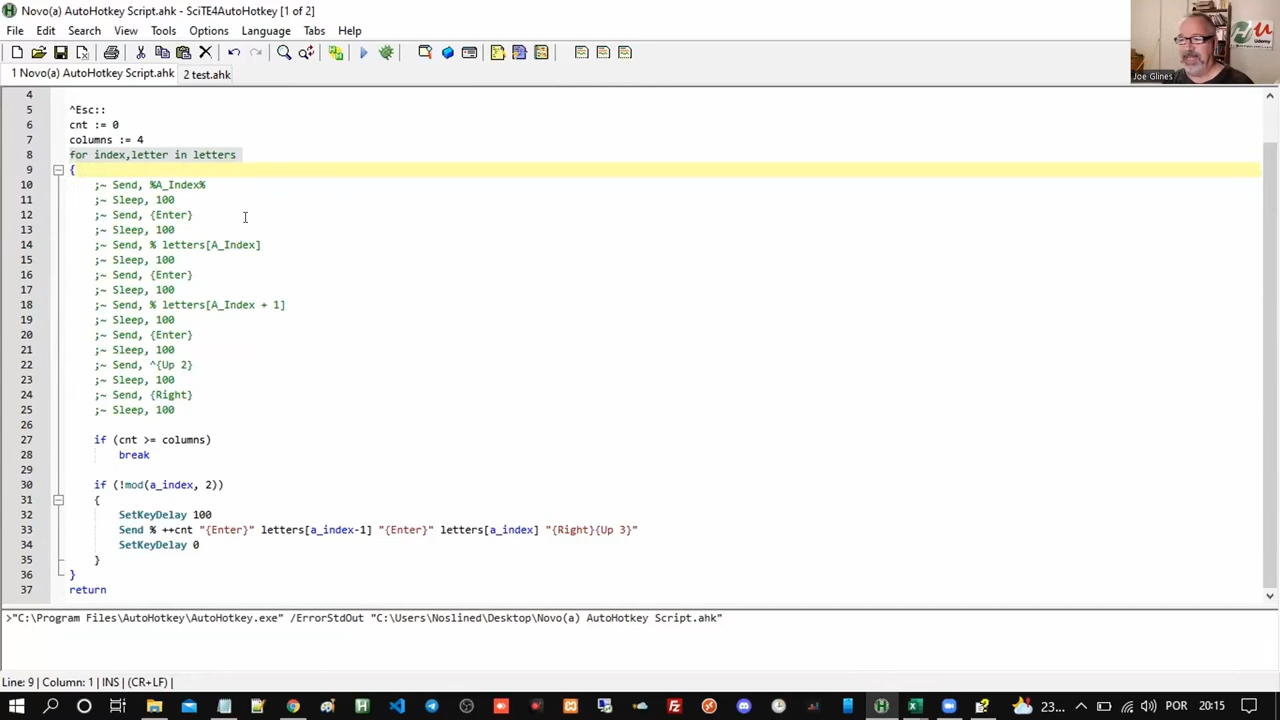 Novo(a) AutoHotkey Script.ahk - SciTE4AutoHotkey [1 of 2]
File Edit Search View Tools Options Language Tabs Help
1 Novo(a) AutoHotkey Script.ahk 2 test.ahk
4
5 ^Esc::
6 cnt := 0
7 columns := 4
8 for index,letter in letters
9 {
10 ;~ Send, %A_Index%
11 ;~ Sleep, 100
12 ;~ Send, {Enter}
13 ;~ Sleep, 100
14 ;~ Send, % letters[A_Index]
15 ;~ Sleep, 100
16 ;~ Send, {Enter}
17 ;~ Sleep, 100
18 ;~ Send, % letters[A_Index + 1]
19 ;~ Sleep, 100
20 ;~ Send, {Enter}
21 ;~ Sleep, 100
22 ;~ Send, ^{Up 2}
23 ;~ Sleep, 100
24 ;~ Send, {Right}
25 ;~ Sleep, 100
26
27 if (cnt >= columns)
28 break
29
30 if (!mod(a_index, 2))
31 {
32 SetKeyDelay 100
33 Send % ++cnt "{Enter}" letters[a_index-1] "{Enter}" letters[a_index] "{Right}{Up 3}"
34 SetKeyDelay 0
35 }
36 }
37 return
>"C:\Program Files\AutoHotkey\AutoHotkey.exe" /ErrorStdOut "C:\Users\Noslined\Desktop\Novo(a) AutoHotkey Script.ahk"
Line: 9 | Column: 1 | INS | (CR+LF) |
23... POR 20:15
Joe Glines
Udemy